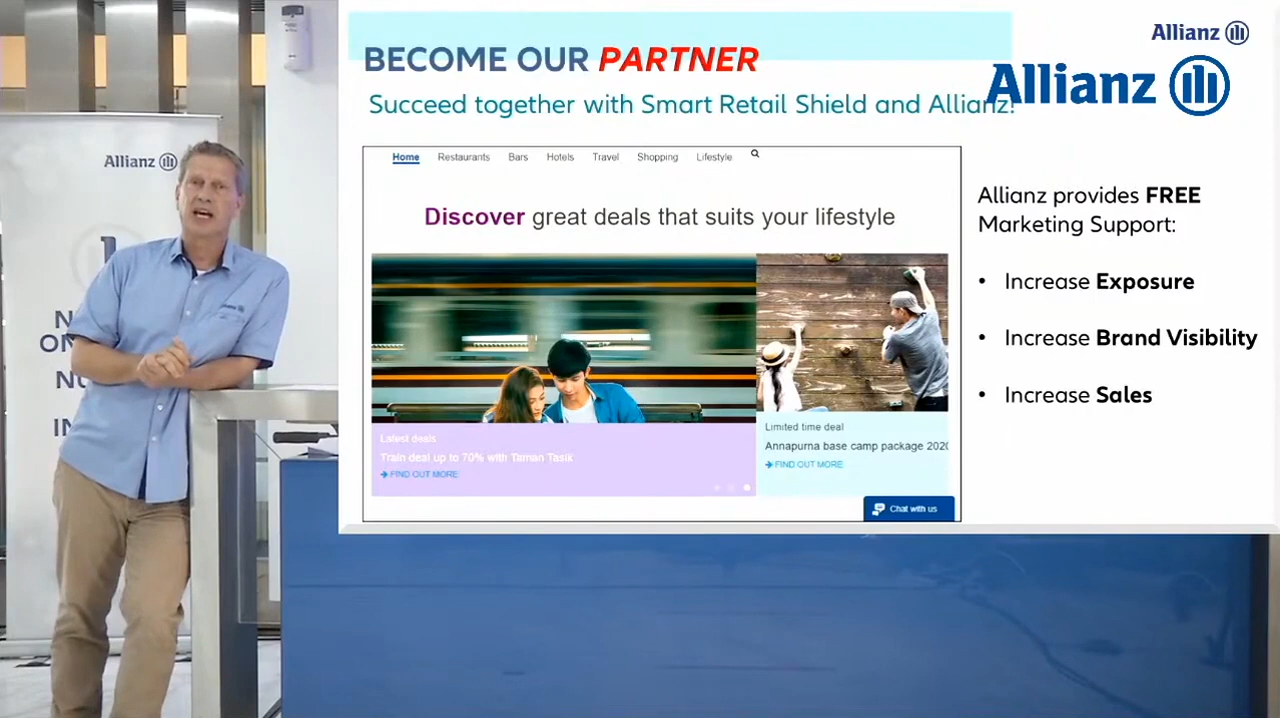 Allianz
BECOME OUR PARTNER
Allianz
Succeed together with Smart Retail Shield and Allianz!
Home Restaurants Bars Hotels Travel Shopping Lifestyle
Discover great deals that suits your lifestyle
Latest deals
Train deal up to 70% with Taman Tasik
FIND OUT MORE
Limited time deal
Annapurna base camp package 2020
FIND OUT MORE
Chat with us
Allianz provides FREE
Marketing Support:
• Increase Exposure
• Increase Brand Visibility
• Increase Sales
Allianz
Allianz